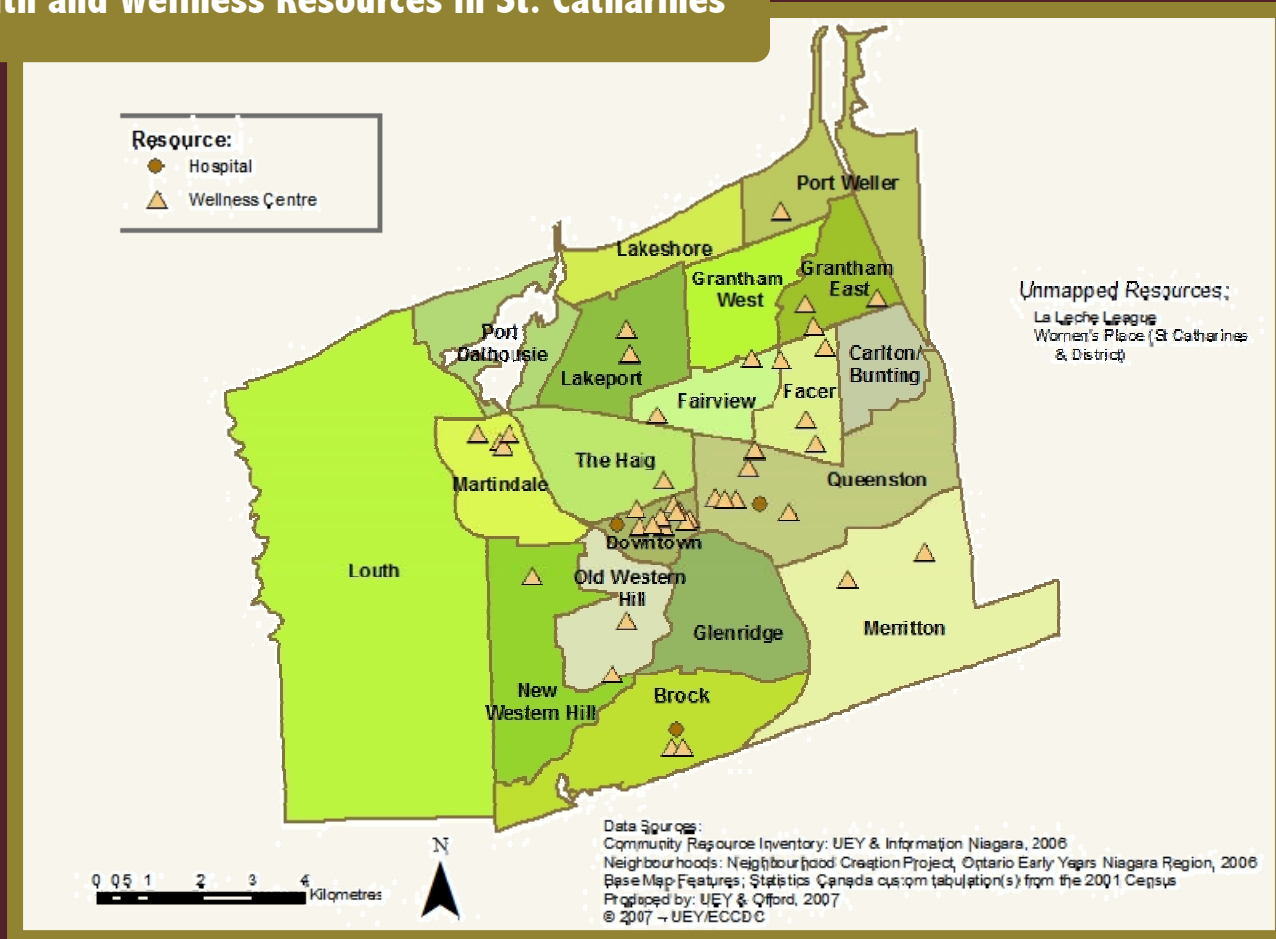 and Wellness Resources in St. Catharines
Resource:
Hospital
Wellness Centre
Port Weller
Lakeshore
Grantham
West
Grantham
East
Unmapped Resources:
La Leche League
Women's Place (St Catharines
& District)
Port
Dalhousie
Lakeport
Carlton/
Bunting
Facer
Fairview
The Haig
Martindale
Queenston
Downtown
Louth
Old Western
Hill
Glenridge
Merritton
New
Western Hill
Brock
N
0 0.5 1 2 3 4
Kilometres
Data Sources:
Community Resource Inventory: UEY & Information Niagara, 2006
Neighbourhoods: Neighbourhood Creation Project, Ontario Early Years Niagara Region, 2006
Base Map Features: Statistics Canada custom tabulation(s) from the 2001 Census
Produced by: UEY & Offord, 2007
© 2007 – UEY/ECCDC